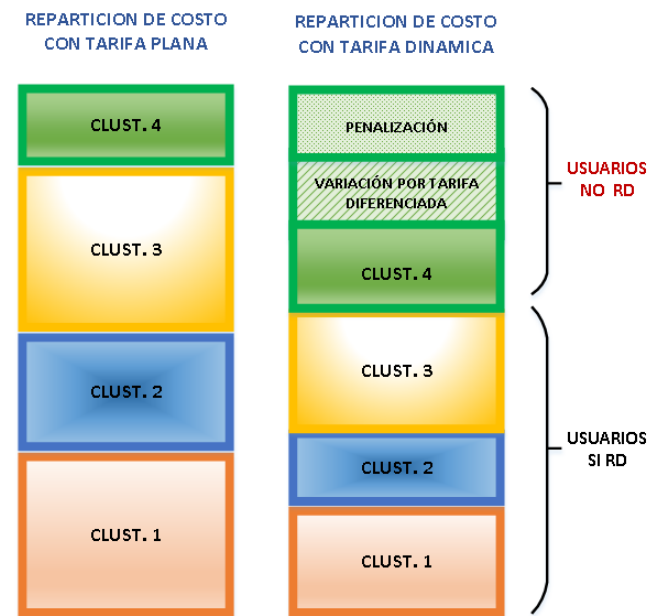 REPARTICION DE COSTO
CON TARIFA PLANA
CLUST. 4
CLUST. 3
CLUST. 2
CLUST. 1
REPARTICION DE COSTO
CON TARIFA DINAMICA
PENALIZACIÓN
VARIACIÓN POR TARIFA
DIFERENCIADA
CLUST. 4
CLUST. 3
CLUST. 2
CLUST. 1
USUARIOS
NO RD
USUARIOS
SI RD